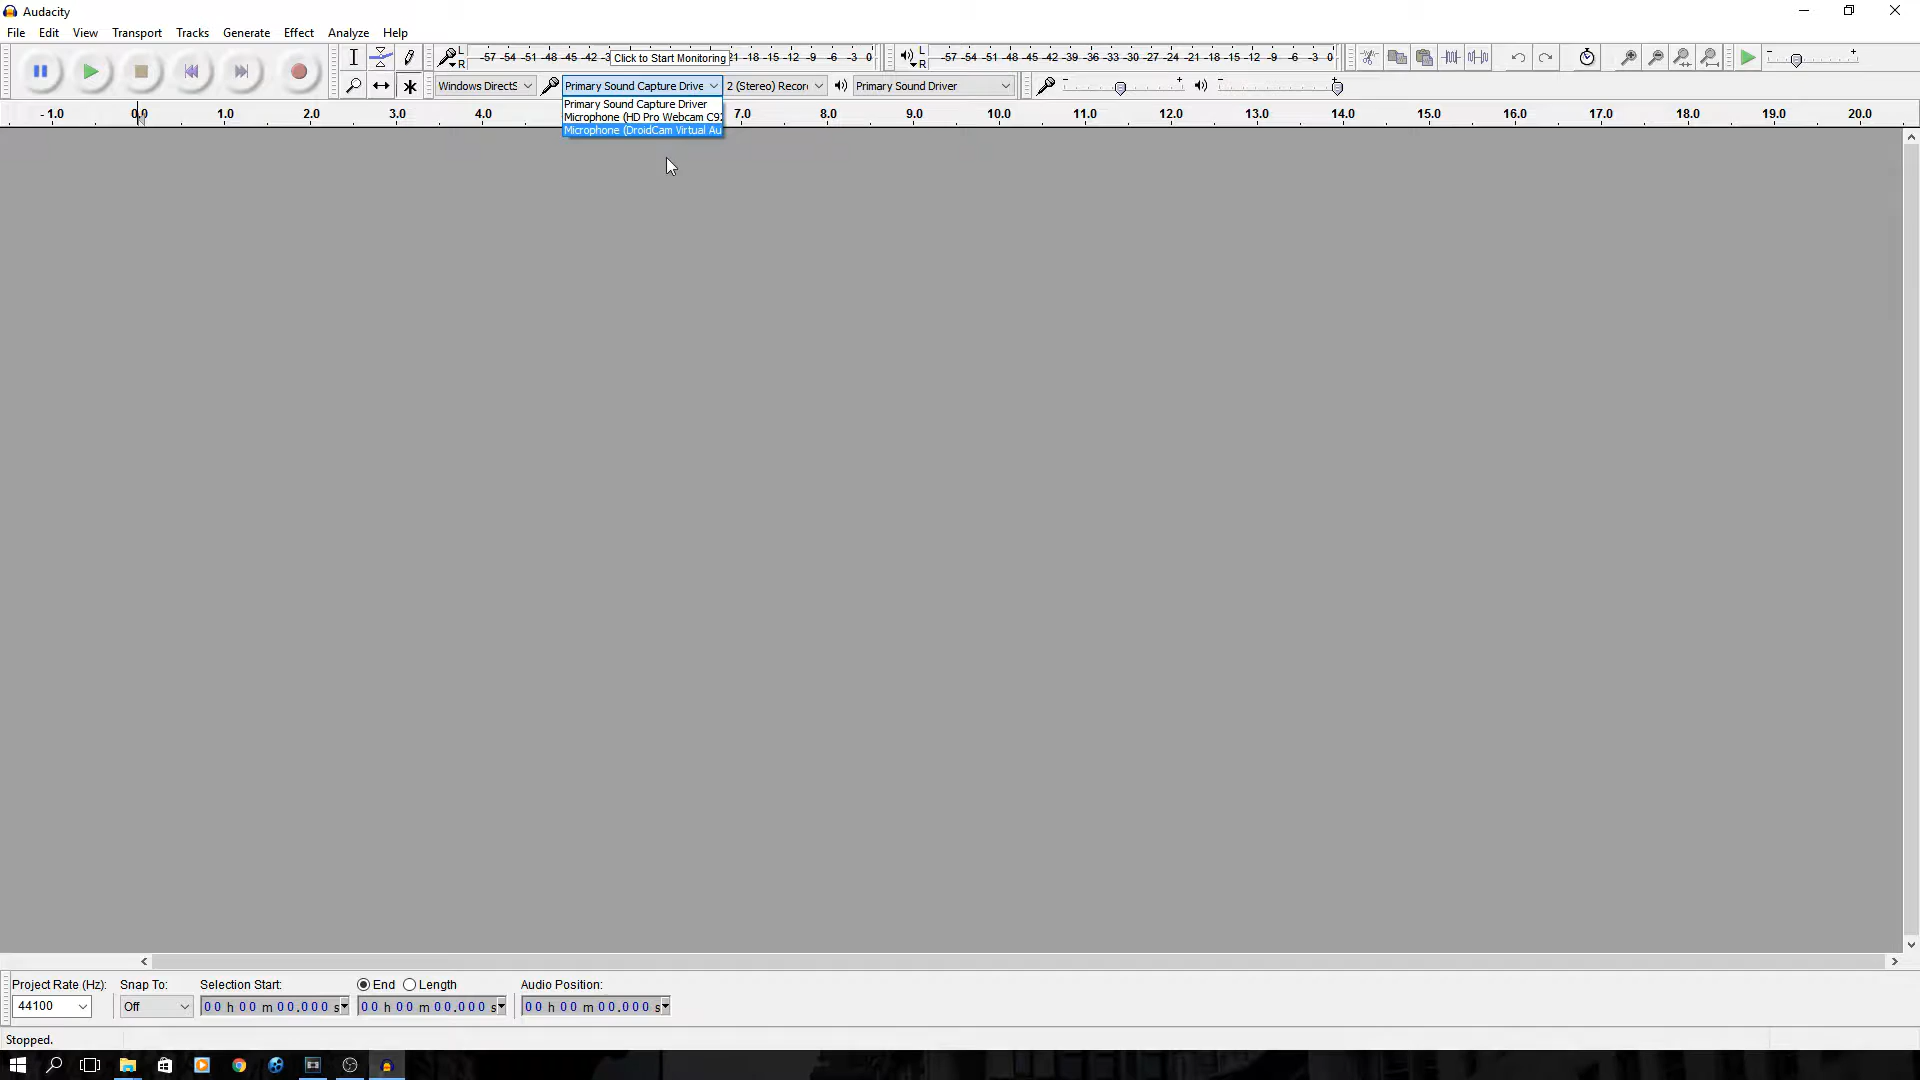 Audacity
File Edit View Transport Tracks Generate Effect Analyze Help
L
R
-57 -54 -51 -48 -45 -42 -3
Click to Start Monitoring
-18 -15 -12 -9 -6 -3 0
L
R
-57 -54 -51 -48 -45 -42 -39 -36 -33 -30 -27 -24 -21 -18 -15 -12 -9 -6 -3 0
Windows DirectS
Primary Sound Capture Drive
2 (Stereo) Recor
Primary Sound Driver
Primary Sound Capture Driver
Microphone (HD Pro Webcam C92
Microphone (DroidCam Virtual Au
-1.0 0.0 1.0 2.0 3.0 4.0 7.0 8.0 9.0 10.0 11.0 12.0 13.0 14.0 15.0 16.0 17.0 18.0 19.0 20.0
Project Rate (Hz): Snap To: Selection Start: End Length Audio Position:
44100 Off 00 h 00 m 00.000 s 00 h 00 m 00.000 s 00 h 00 m 00.000 s
Stopped.